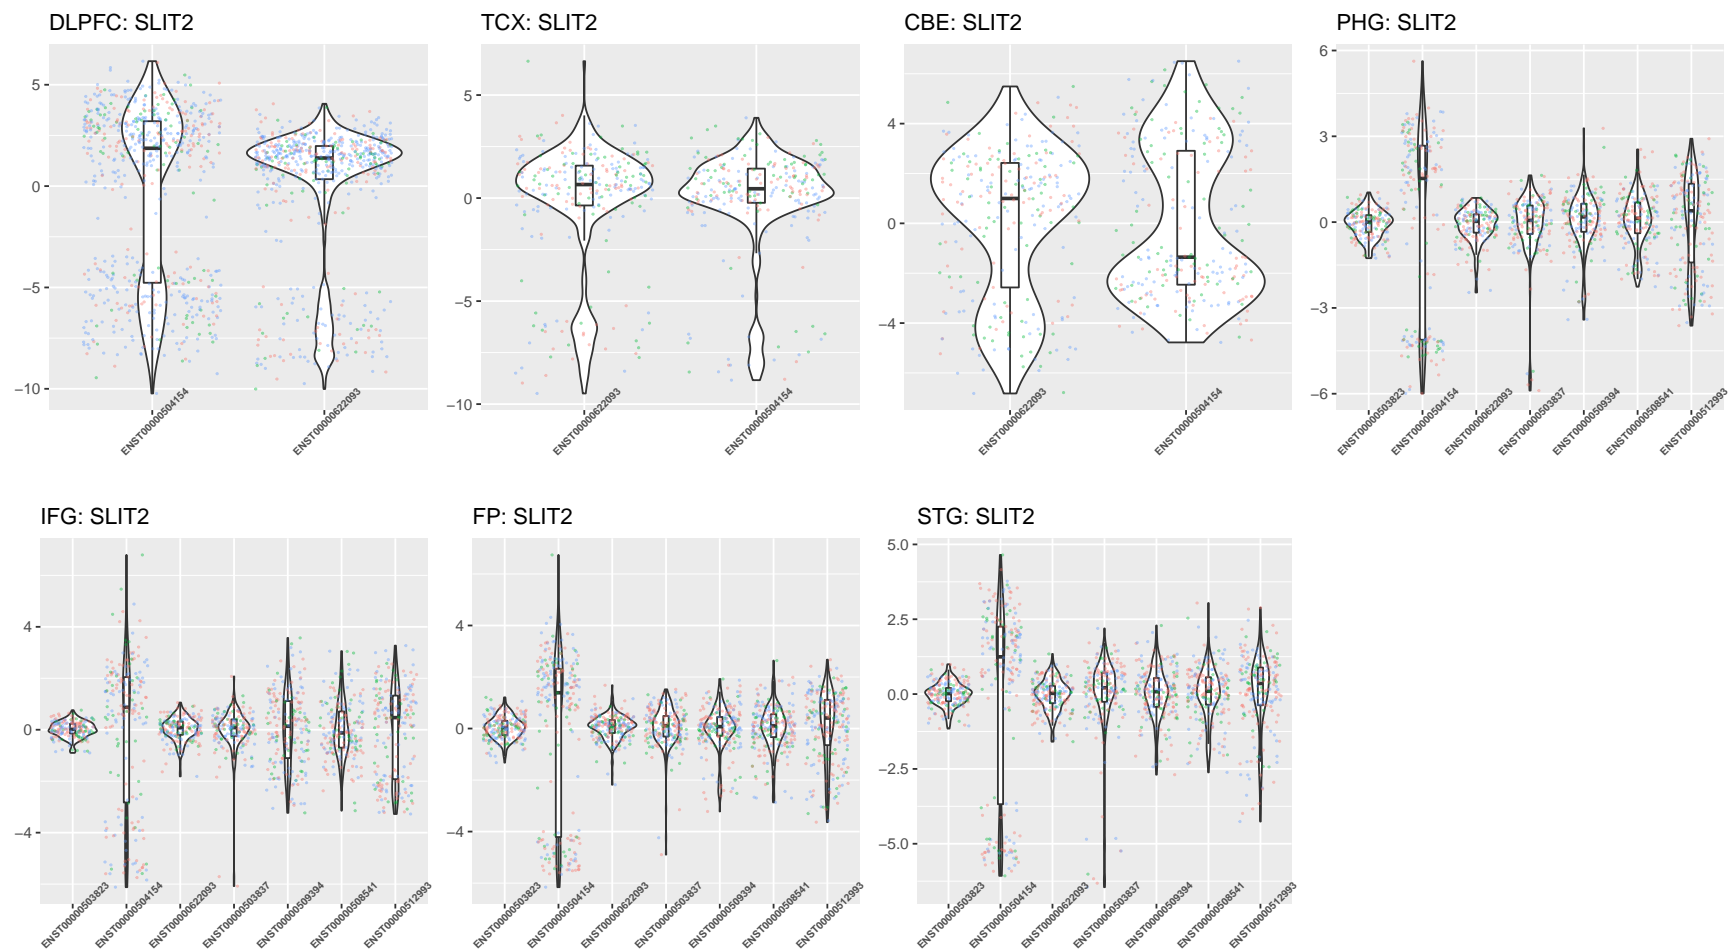 DLPFC: SLIT2
TCX: SLIT2
CBE: SLIT2
PHG: SLIT2
5
0
−5
−10
ENST00000504154
ENST00000622093
5
0
−5
−10
ENST00000622093
ENST00000504154
4
0
−4
ENST00000622093
ENST00000504154
6
3
0
−3
−6
ENST00000503823
ENST00000504154
ENST00000622093
ENST00000503837
ENST00000509394
ENST00000508541
ENST00000512993
IFG: SLIT2
FP: SLIT2
STG: SLIT2
4
0
−4
ENST00000503823
ENST00000504154
ENST00000622093
ENST00000503837
ENST00000509394
ENST00000508541
ENST00000512993
4
0
−4
ENST00000503823
ENST00000504154
ENST00000622093
ENST00000503837
ENST00000509394
ENST00000508541
ENST00000512993
5.0
2.5
0.0
−2.5
−5.0
ENST00000503823
ENST00000504154
ENST00000622093
ENST00000503837
ENST00000509394
ENST00000508541
ENST00000512993